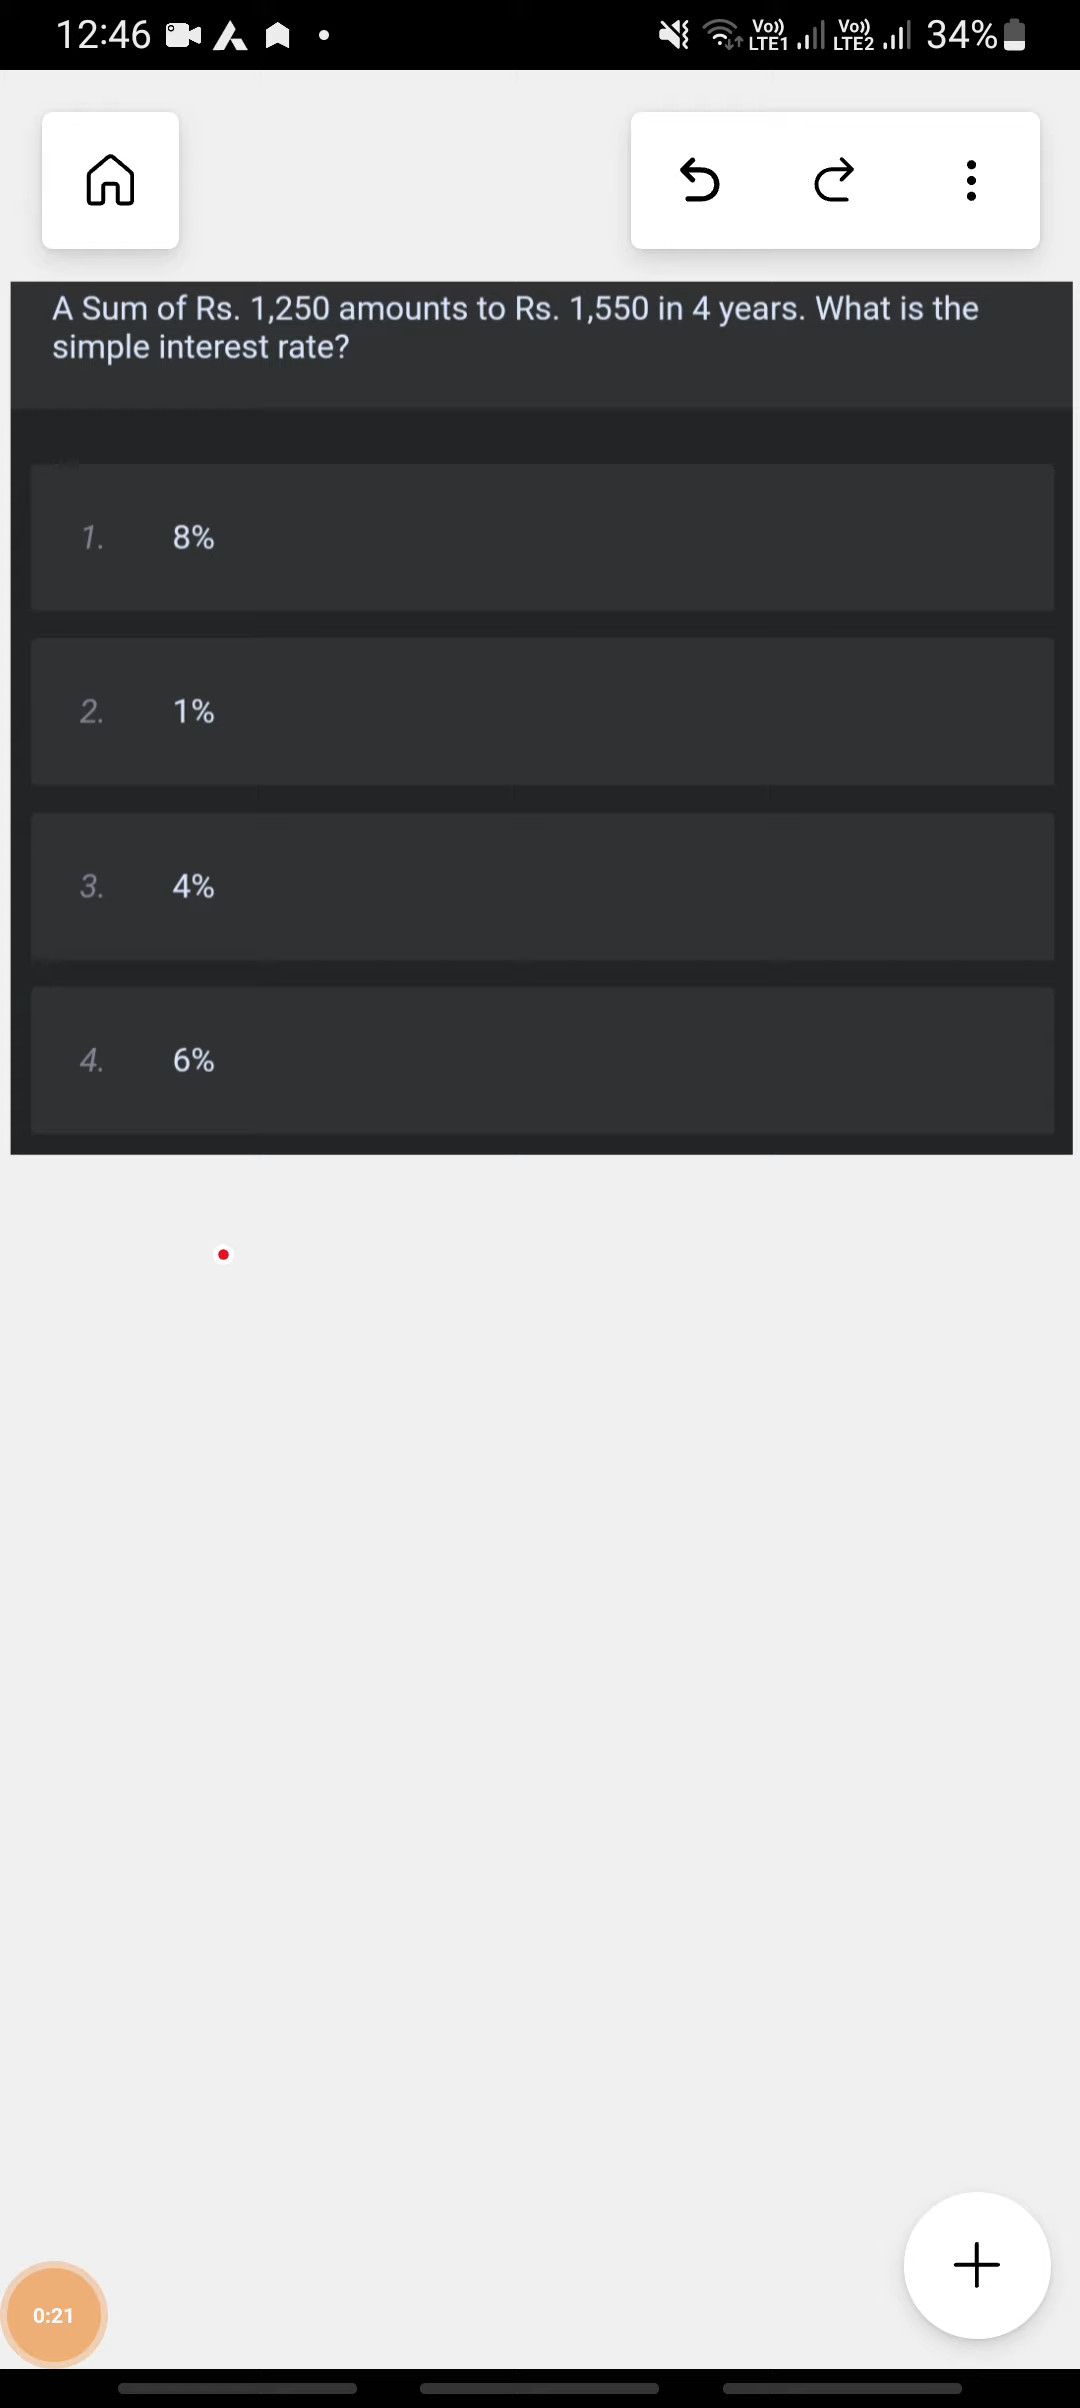 12:46
Vo)) LTE1 Vo)) LTE2 34%
A Sum of Rs. 1,250 amounts to Rs. 1,550 in 4 years. What is the
simple interest rate?
1. 8%
2. 1%
3. 4%
4. 6%
0:21